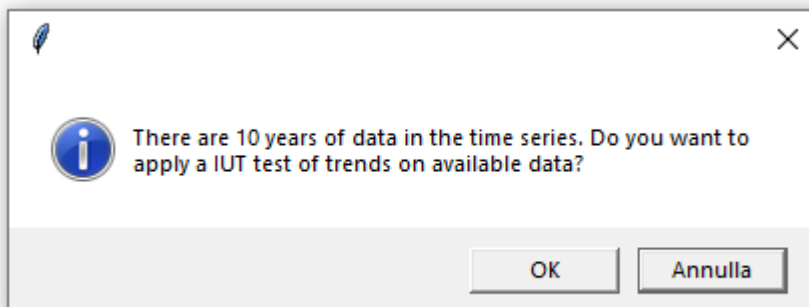 There are 10 years of data in the time series. Do you want to
apply a IUT test of trends on available data?
OK
Annulla